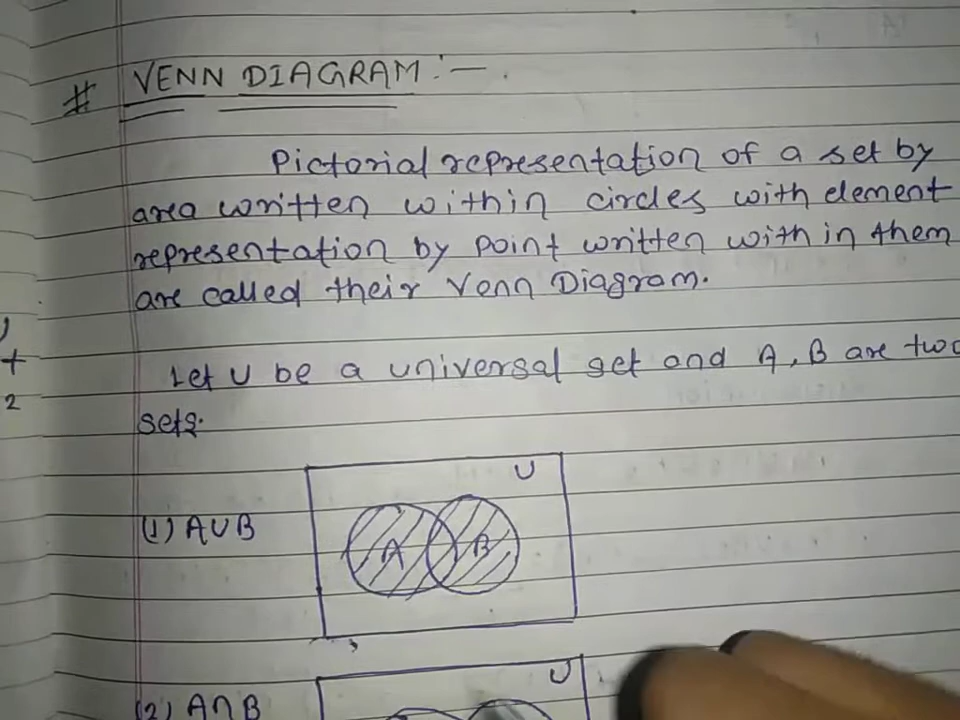 # VENN DIAGRAM :-
Pictorial representation of a set by
area written within circles with element
representation by point written with in them
are called their Venn Diagram.
Let U be a universal set and A, B are two
sets.
U
(1) A∪B
A B
U
(2) A∩B
+
2